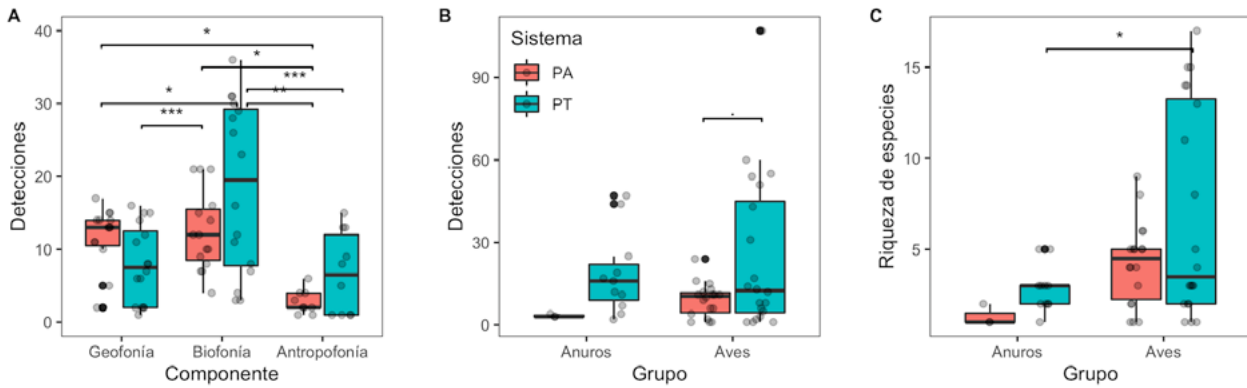 A
40
30
20
10
0
Detecciones
*
*
***
*
**
***
Geofonía
Biofonía
Antropofonía
Componente
B
Sistema
PA
PT
90
60
30
0
Detecciones
.
Anuros
Aves
Grupo
C
15
10
5
Riqueza de especies
*
Anuros
Aves
Grupo